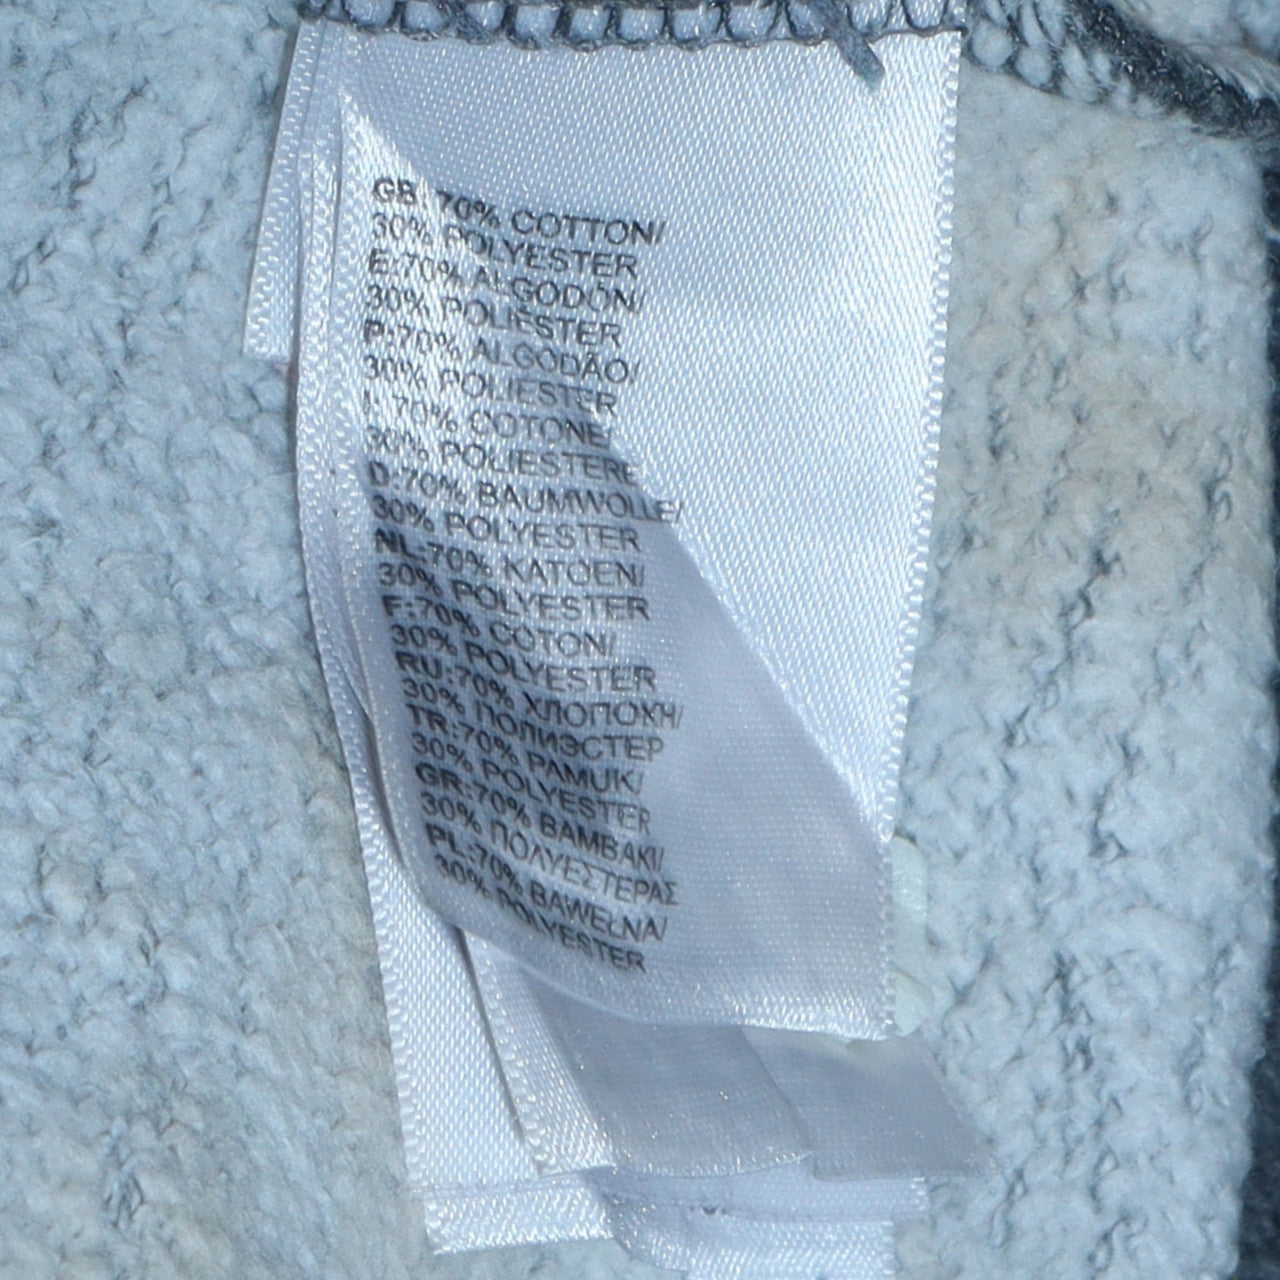 GB:70% COTTON/
30% POLYESTER
E:70% ALGODÓN/
30% POLIÉSTER
P:70% ALGODÃO/
30% POLIÉSTER
I:70% COTONE/
30% POLIESTERE
D:70% BAUMWOLLE/
30% POLYESTER
NL:70% KATOEN/
30% POLYESTER
F:70% COTON/
30% POLYESTER
RU:70% ХЛОПОКН/
30% ПОЛИЭСТЕР
TR:70% PAMUK/
30% POLYESTER
GR:70% BAMBAKI/
30% ΠΟΛΥΕΣΤΕΡΑΣ
PL:70% BAWEŁNA/
30% POLYESTER